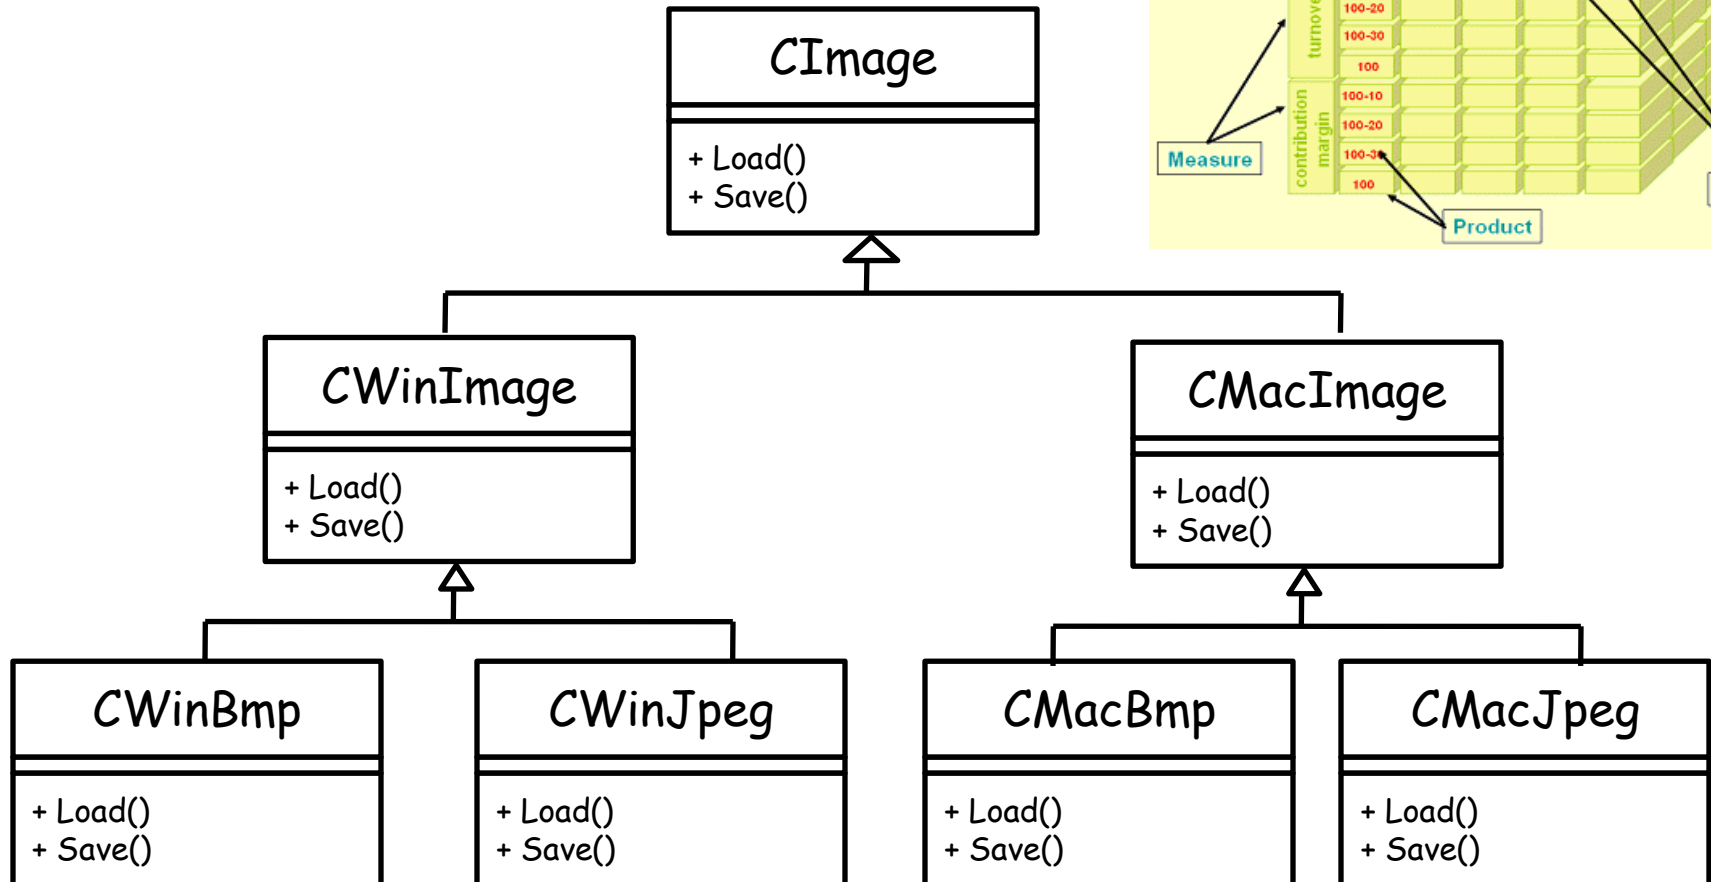 CImage
+ Load()
+ Save()
100-20
100-30
100
100-10
100-20
100
contribution
margin
Measure
Product
CWinImage
+ Load()
+ Save()
CMacImage
+ Load()
+ Save()
CWinBmp
+ Load()
+ Save()
CWinJpeg
+ Load()
+ Save()
CMacBmp
+ Load()
+ Save()
CMacJpeg
+ Load()
+ Save()